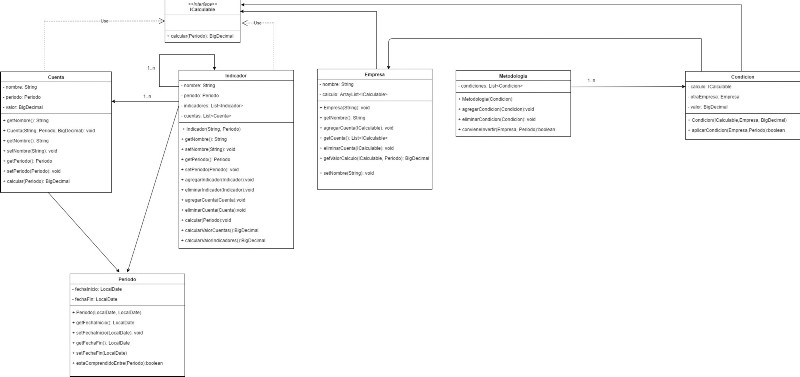 <<Interface>>
ICalculable
+ calcular(Periodo): BigDecimal
Use
Use
1..n
1..n
Cuenta
- nombre: String
- periodo: Periodo
- valor: BigDecimal
+ getNombre(): String
+ Cuenta(String, Periodo, BigDecimal): void
+ getNombre(): String
+ setNombre(String): void
+ getPeriodo(): Periodo
+ setPeriodo(Periodo): void
+ calcular(Periodo): BigDecimal
Indicador
- nombre: String
- periodo: Periodo
- indicadores: List<Indicador>
- cuentas: List<Cuenta>
+ Indicador(String, Periodo)
+ getNombre(): String
+ setNombre(String): void
+ getPeriodo(): Periodo
+ setPeriodo(Periodo): void
+ agregarIndicador(Indicador):void
+ eliminarIndicador(Indicador):void
+ agregarCuenta(Cuenta):void
+ eliminarCuenta(Cuenta):void
+ calcular(Periodo):void
+ calcularValorCuentas():BigDecimal
+ calcularValorIndicadores():BigDecimal
Empresa
- nombre: String
- calculo: ArrayList<ICalculable>
+ Empresa(String): void
+ getNombre(): String
+ agregarCuenta(ICalculable): void
+ getCuenta(): List<ICalculable>
+ eliminarCuenta(ICalculable): void
+ getValorCalculo(ICalculable, Periodo): BigDecimal
+ setNombre(String): void
Metodologia
- condiciones: List<Condicion>
+ Metodologia(Condicion)
+ agregarCondicion(Condicion):void
+ eliminarCondicion(Condicion): void
+ convieneInvertir(Empresa, Periodo):boolean
1..n
Condicion
- calculo: ICalculable
- otraEmpresa: Empresa
- valor: BigDecimal
+ Condicion(ICalculable,Empresa, BigDecimal)
+ aplicarCondicion(Empresa,Periodo):boolean
Periodo
- fechaInicio: LocalDate
- fechaFin: LocalDate
+ Periodo(LocalDate, LocalDate)
+ getFechaInicio(): LocalDate
+ setFechaInicio(LocalDate): void
+ getFechaFin(): LocalDate
+ setFechaFin(LocalDate)
+ estaComprendidoEntre(Periodo):boolean